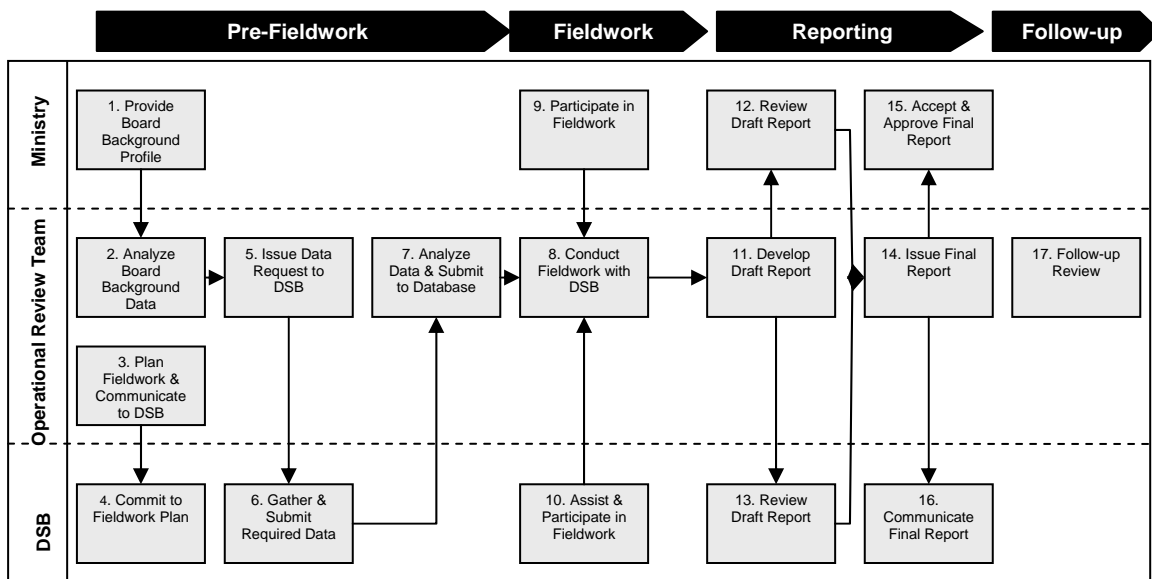 Pre-Fieldwork
Fieldwork
Reporting
Follow-up
Ministry
1. Provide
Board
Background
Profile
9. Participate in
Fieldwork
12. Review
Draft Report
15. Accept &
Approve Final
Report
Operational Review Team
2. Analyze
Board
Background
Data
5. Issue Data
Request to
DSB
7. Analyze
Data & Submit
to Database
8. Conduct
Fieldwork with
DSB
11. Develop
Draft Report
14. Issue Final
Report
17. Follow-up
Review
3. Plan
Fieldwork &
Communicate
to DSB
DSB
4. Commit to
Fieldwork Plan
6. Gather &
Submit
Required Data
10. Assist &
Participate in
Fieldwork
13. Review
Draft Report
16.
Communicate
Final Report